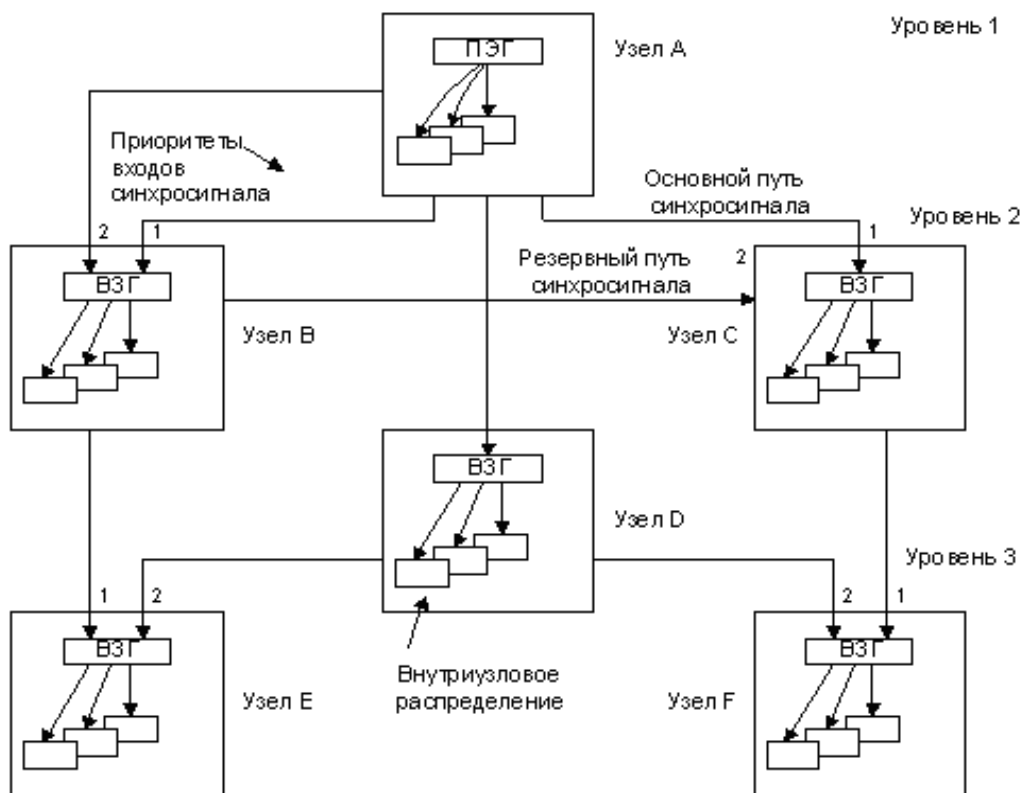 Уровень 1
ПЭГ
Узел A
Приоритеты
входов
синхросигнала
Основной путь
синхросигнала
Уровень 2
2
1
1
2
ВЗГ
Резервный путь
синхросигнала
ВЗГ
Узел B
Узел C
ВЗГ
Узел D
Уровень 3
1
2
2
1
ВЗГ
ВЗГ
Внутриузловое
распределение
Узел E
Узел F